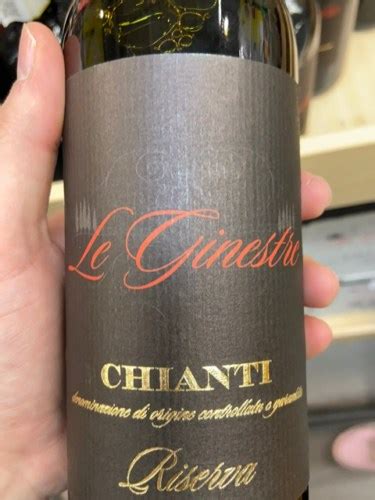 Le Ginestre
CHIANTI
denominazione di origine controllata e garantita
Riserva